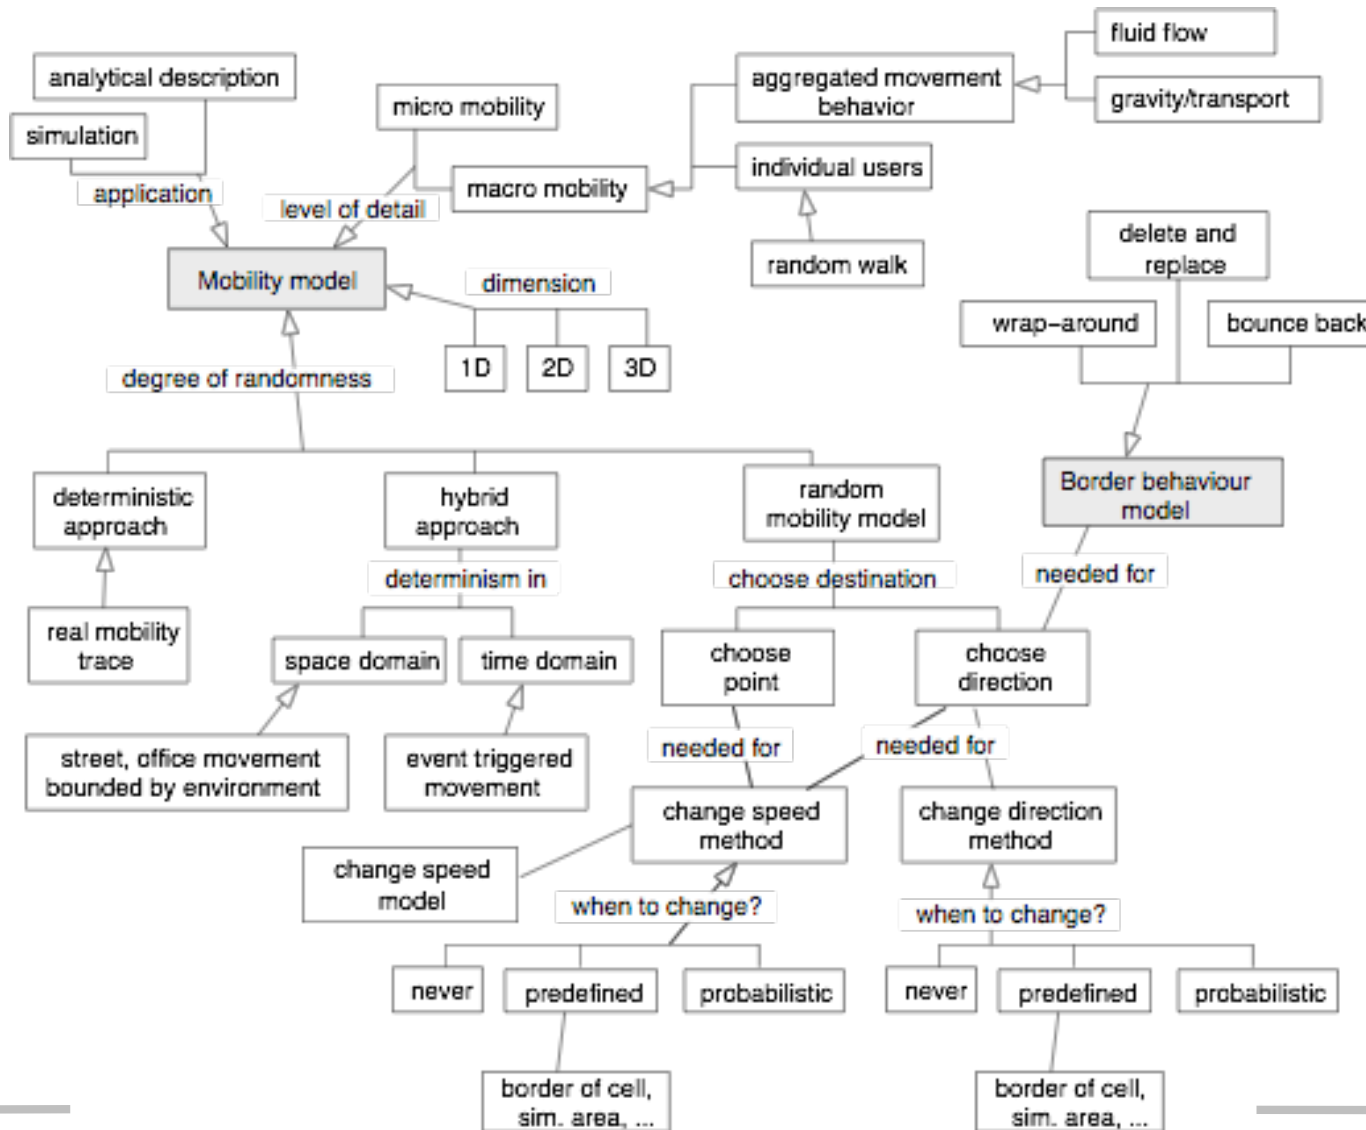 fluid flow
analytical description
aggregated movement
behavior
micro mobility
gravity/transport
simulation
individual users
application
macro mobility
level of detail
delete and
replace
random walk
Mobility model
dimension
wrap-around
bounce back
1D
2D
3D
degree of randomness
deterministic
approach
hybrid
approach
random
mobility model
Border behaviour
model
determinism in
choose destination
needed for
real mobility
trace
space domain
time domain
choose
point
choose
direction
street, office movement
bounded by environment
event triggered
movement
needed for
needed for
change speed
method
change direction
method
change speed
model
when to change?
when to change?
never
predefined
probabilistic
never
predefined
probabilistic
border of cell,
sim. area, ...
border of cell,
sim. area, ...